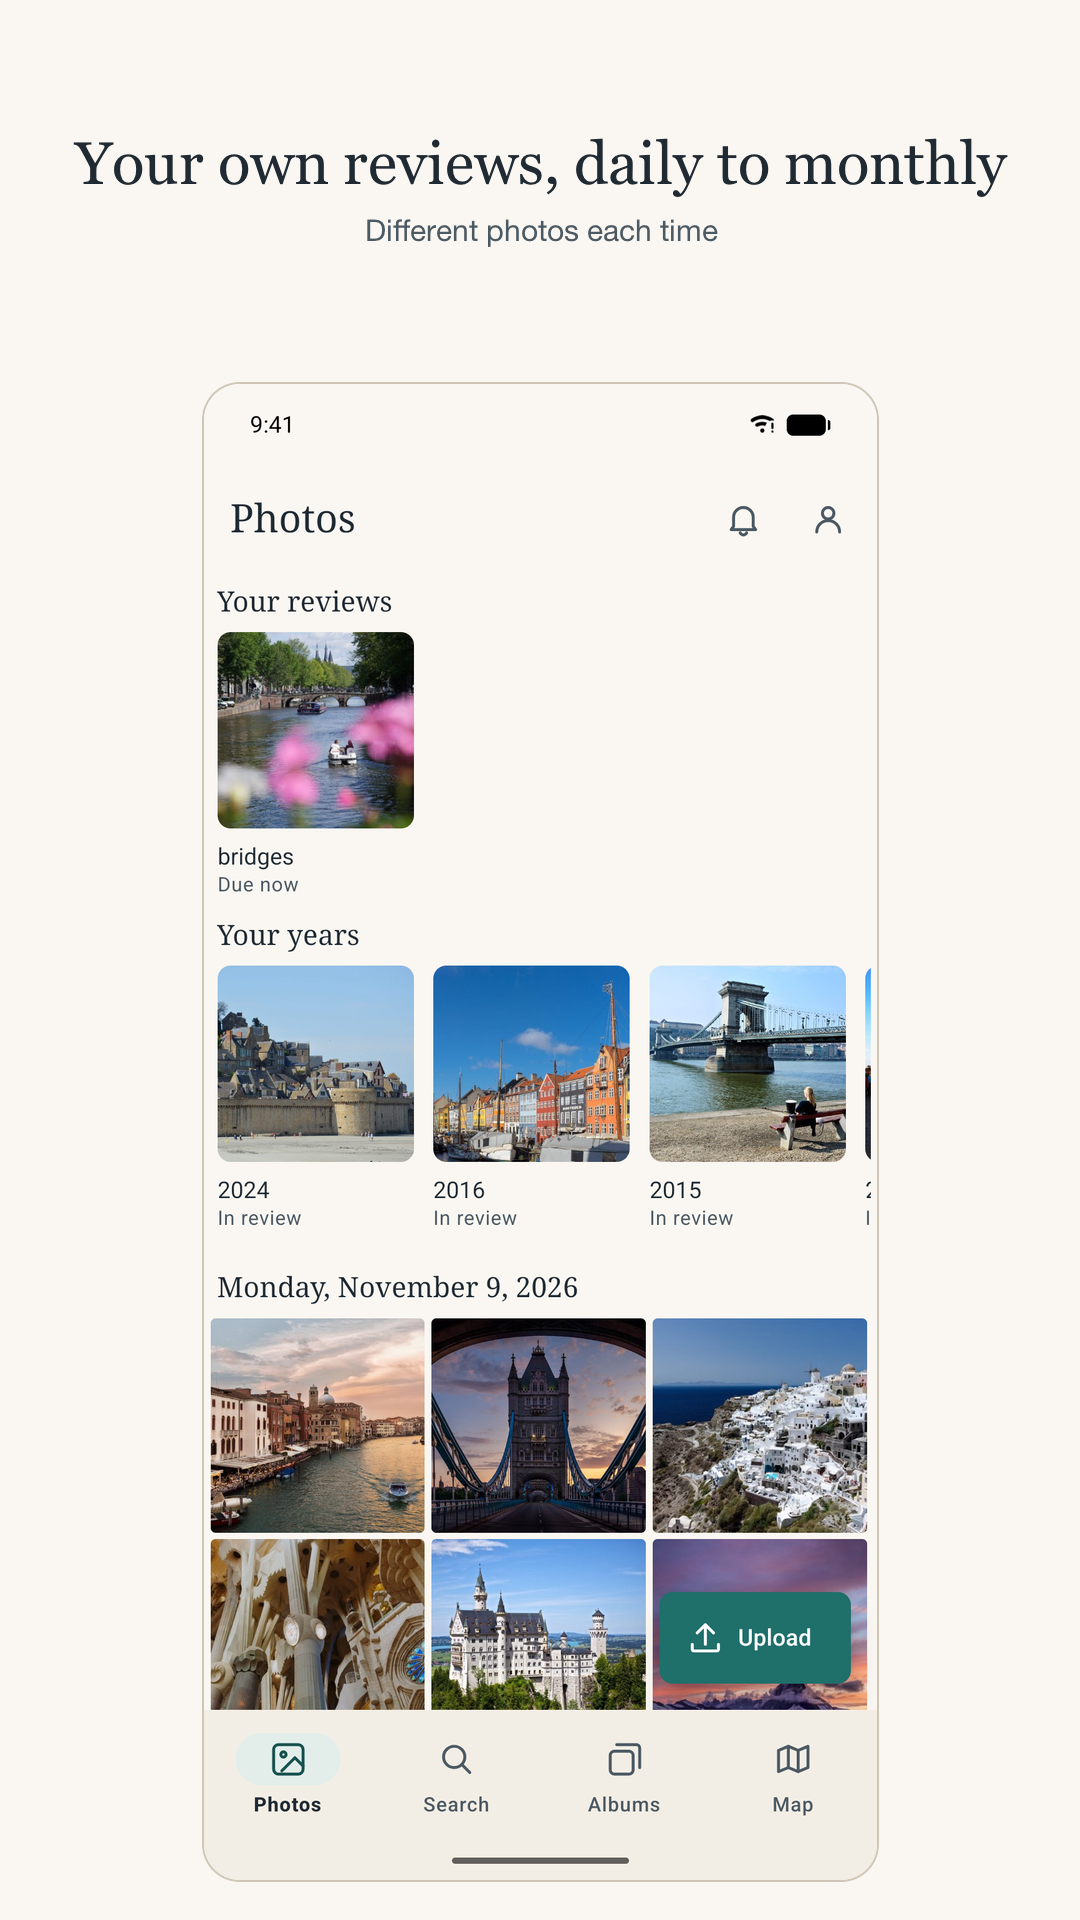 Your own reviews, daily to monthly
Different photos each time
9:41
Photos
Your reviews
bridges
Due now
Your years
2024
2016
2015
In review
In review
In review
Monday, November 9, 2026
Upload
Photos
Search
Albums
Map